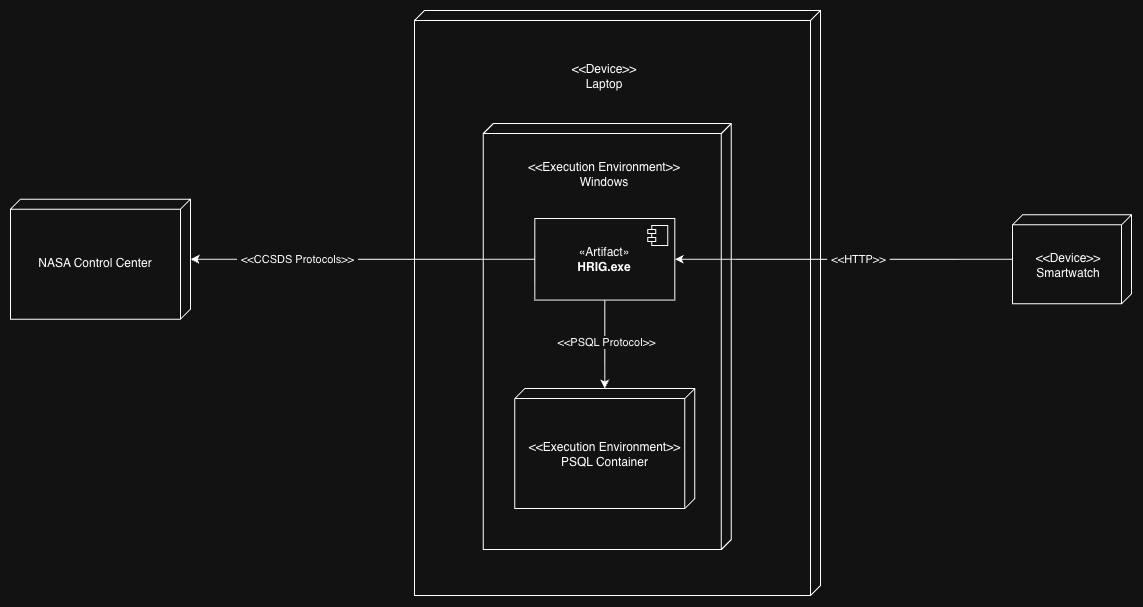 <<Device>>
Laptop
<<Execution Environment>>
Windows
«Artifact»
HRIG.exe
NASA Control Center
<<CCSDS Protocols>>
<<HTTP>>
<<Device>>
Smartwatch
<<PSQL Protocol>>
<<Execution Environment>>
PSQL Container